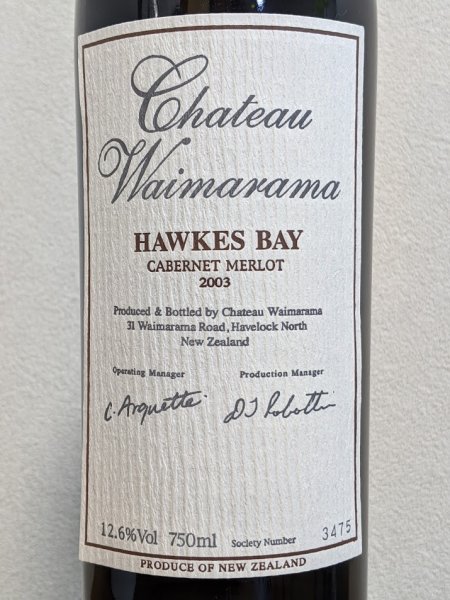 Chateau
Waimarama
HAWKES BAY
CABERNET MERLOT
2003
Produced & Bottled by Chateau Waimarama
31 Waimarama Road, Havelock North
New Zealand
Operating Manager Production Manager
C. Arquette
12.6%Vol 750ml Society Number 3475
PRODUCE OF NEW ZEALAND